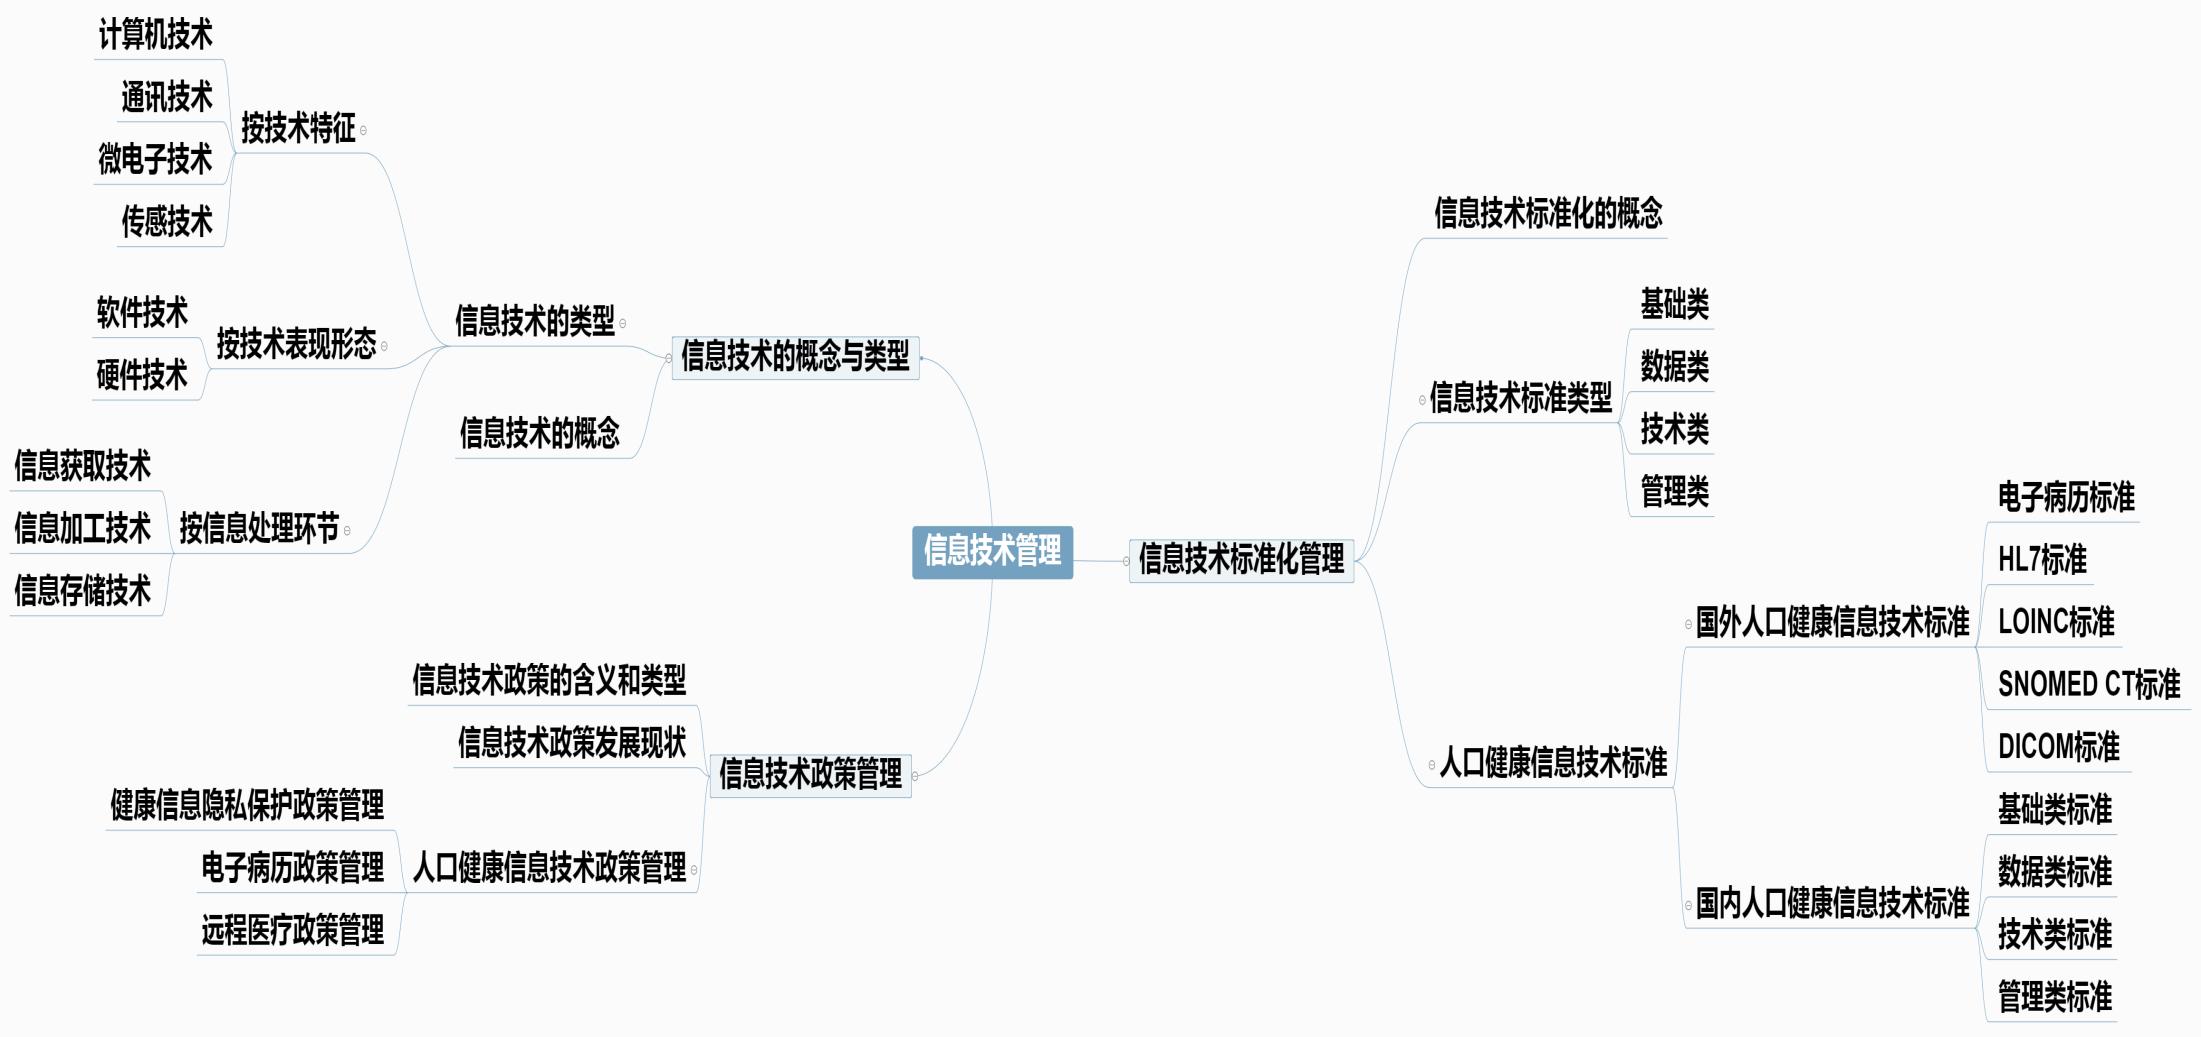 信息技术管理
信息技术的概念与类型
信息技术的类型
按技术特征
计算机技术
通讯技术
微电子技术
传感技术
按技术表现形态
软件技术
硬件技术
按信息处理环节
信息获取技术
信息加工技术
信息存储技术
信息技术的概念
信息技术政策管理
信息技术政策的含义和类型
信息技术政策发展现状
人口健康信息技术政策管理
健康信息隐私保护政策管理
电子病历政策管理
远程医疗政策管理
信息技术标准化管理
信息技术标准化的概念
信息技术标准类型
基础类
数据类
技术类
管理类
人口健康信息技术标准
国外人口健康信息技术标准
电子病历标准
HL7标准
LOINC标准
SNOMED CT标准
DICOM标准
国内人口健康信息技术标准
基础类标准
数据类标准
技术类标准
管理类标准